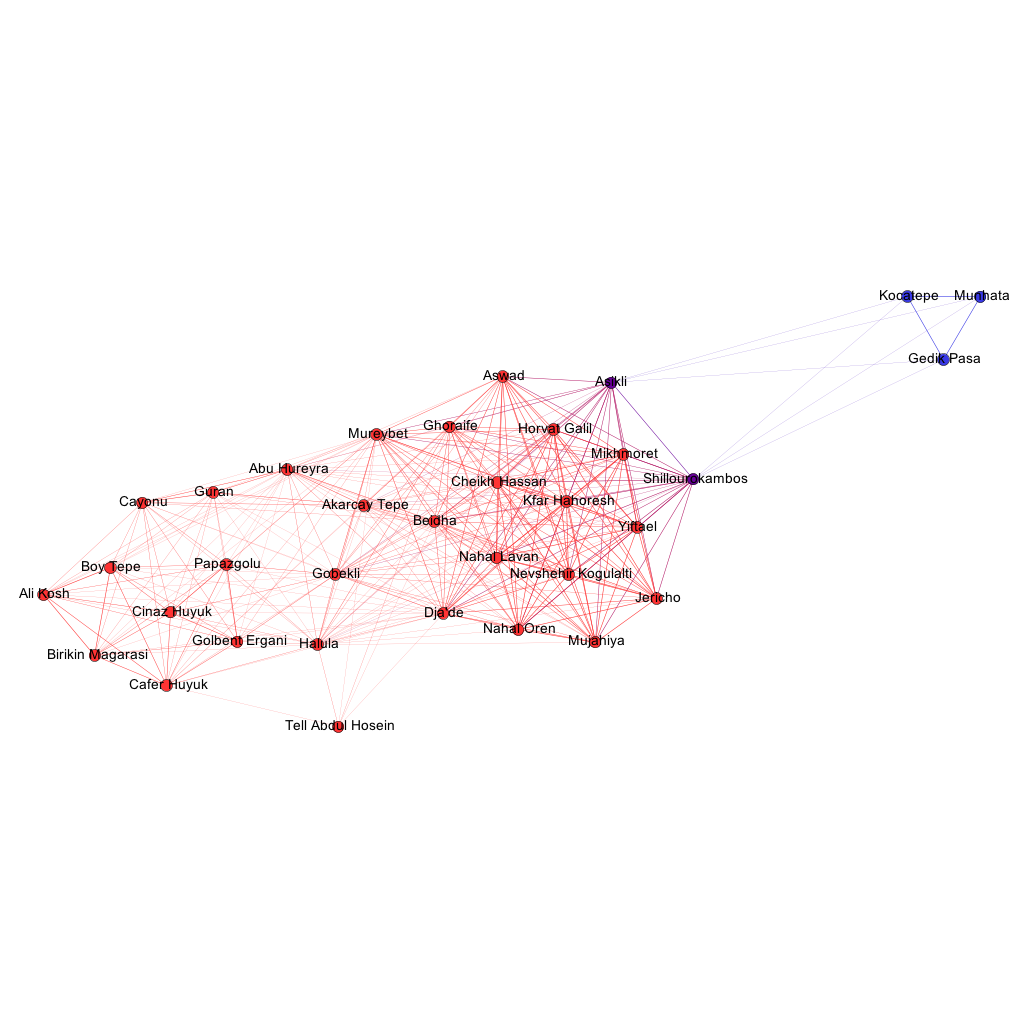 Kocatepe
Munhata
Gedik Pasa
Aswad
Asikli
Ghoraife
Horvat Galil
Mureybet
Mikhmoret
Abu Hureyra
Cheikh Hassan
Shillourokambos
Guran
Cayonu
Akarcay Tepe
Kfar Hahoresh
Beidha
Yiftael
Nahal Lavan
Papazgolu
Boy Tepe
Gobekli
Nevshehir Kogulalti
Ali Kosh
Jericho
Cinaz Huyuk
Dja'de
Nahal Oren
Golbent Ergani
Halula
Mujahiya
Birikin Magarasi
Cafer Huyuk
Tell Abdul Hosein